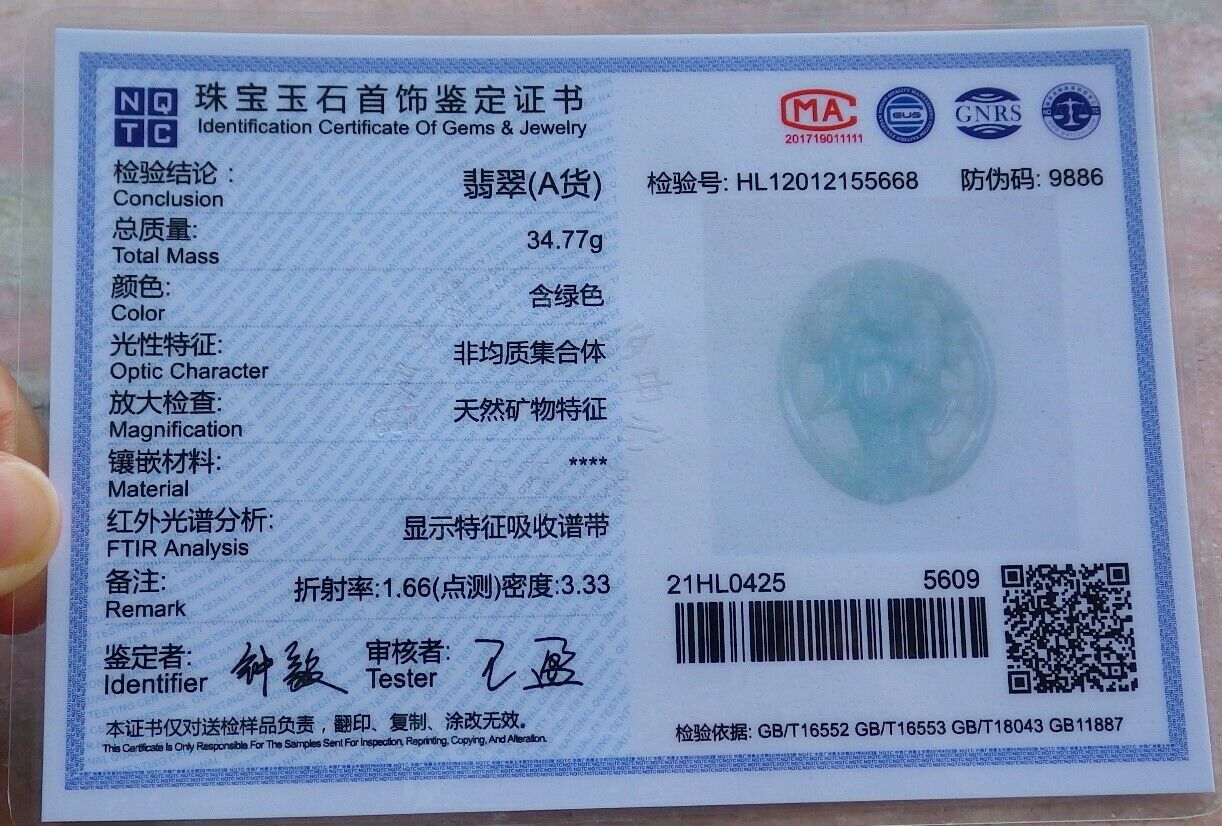 NQ
TC
珠宝玉石首饰鉴定证书
Identification Certificate Of Gems & Jewelry
MA
201719011111
GNRS
检验结论：
Conclusion
翡翠(A货)
检验号: HL12012155668
防伪码: 9886
总质量:
Total Mass
34.77g
颜色:
Color
含绿色
光性特征:
Optic Character
非均质集合体
放大检查:
Magnification
天然矿物特征
镶嵌材料:
Material
****
红外光谱分析:
FTIR Analysis
显示特征吸收谱带
备注:
Remark
折射率:1.66(点测)密度:3.33
21HL0425
5609
鉴定者:
Identifier
审核者:
Tester
本证书仅对送检样品负责，翻印、复制、涂改无效。
This Certificate Is Only Responsible For The Samples Sent For Inspection, Reprinting, Copying, And Alteration.
检验依据: GB/T16552 GB/T16553 GB/T18043 GB11887